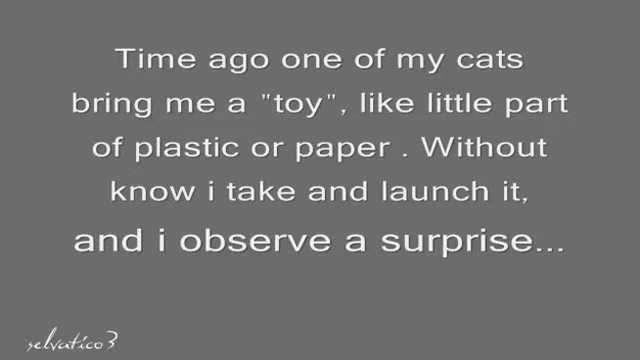 Time ago one of my cats
bring me a "toy", like little part
of plastic or paper . Without
know i take and launch it,
and i observe a surprise...
selvatico3